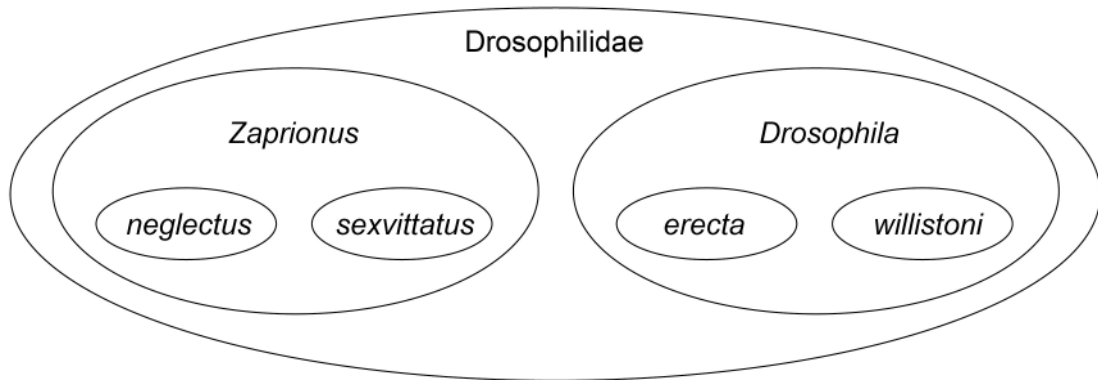 Drosophilidae
Zaprionus
Drosophila
neglectus
sexvittatus
erecta
willistoni